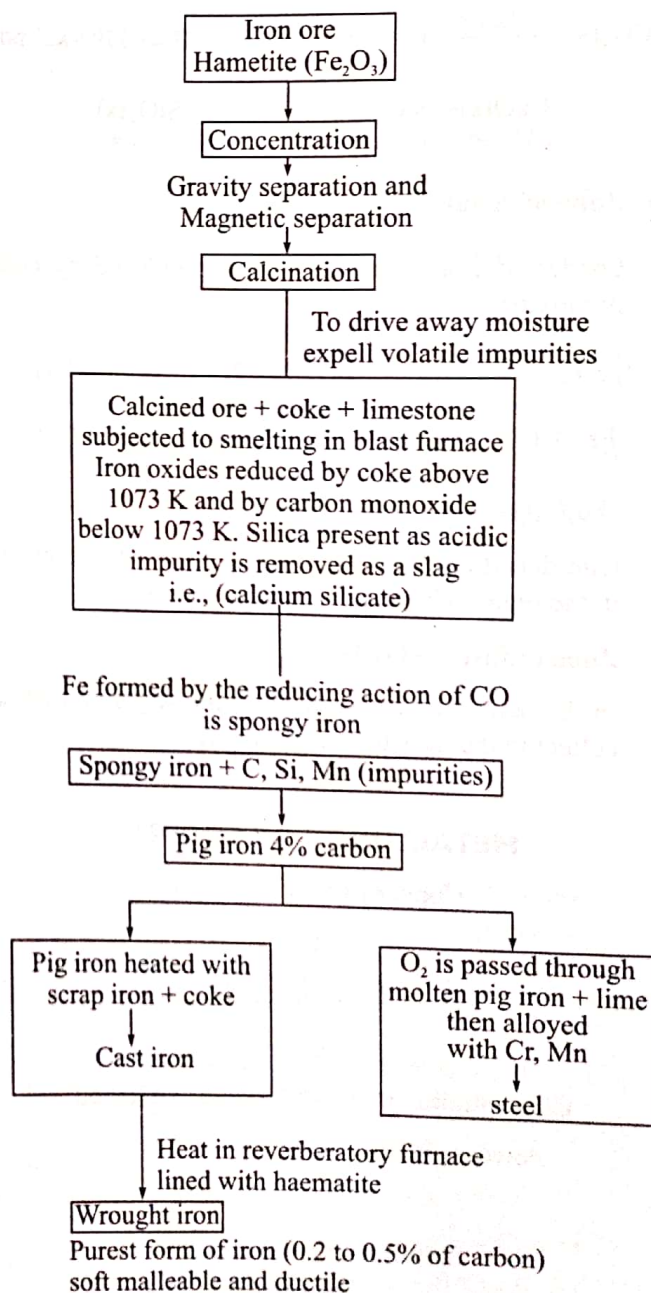 Iron ore
Hametite (Fe₂O₃)
Concentration
Gravity separation and
Magnetic separation
Calcination
To drive away moisture
expell volatile impurities
Calcined ore + coke + limestone
subjected to smelting in blast furnace
Iron oxides reduced by coke above
1073 K and by carbon monoxide
below 1073 K. Silica present as acidic
impurity is removed as a slag
i.e., (calcium silicate)
Fe formed by the reducing action of CO
is spongy iron
Spongy iron + C, Si, Mn (impurities)
Pig iron 4% carbon
Pig iron heated with
scrap iron + coke
Cast iron
O₂ is passed through
molten pig iron + lime
then alloyed
with Cr, Mn
steel
Heat in reverberatory furnace
lined with haematite
Wrought iron
Purest form of iron (0.2 to 0.5% of carbon)
soft malleable and ductile